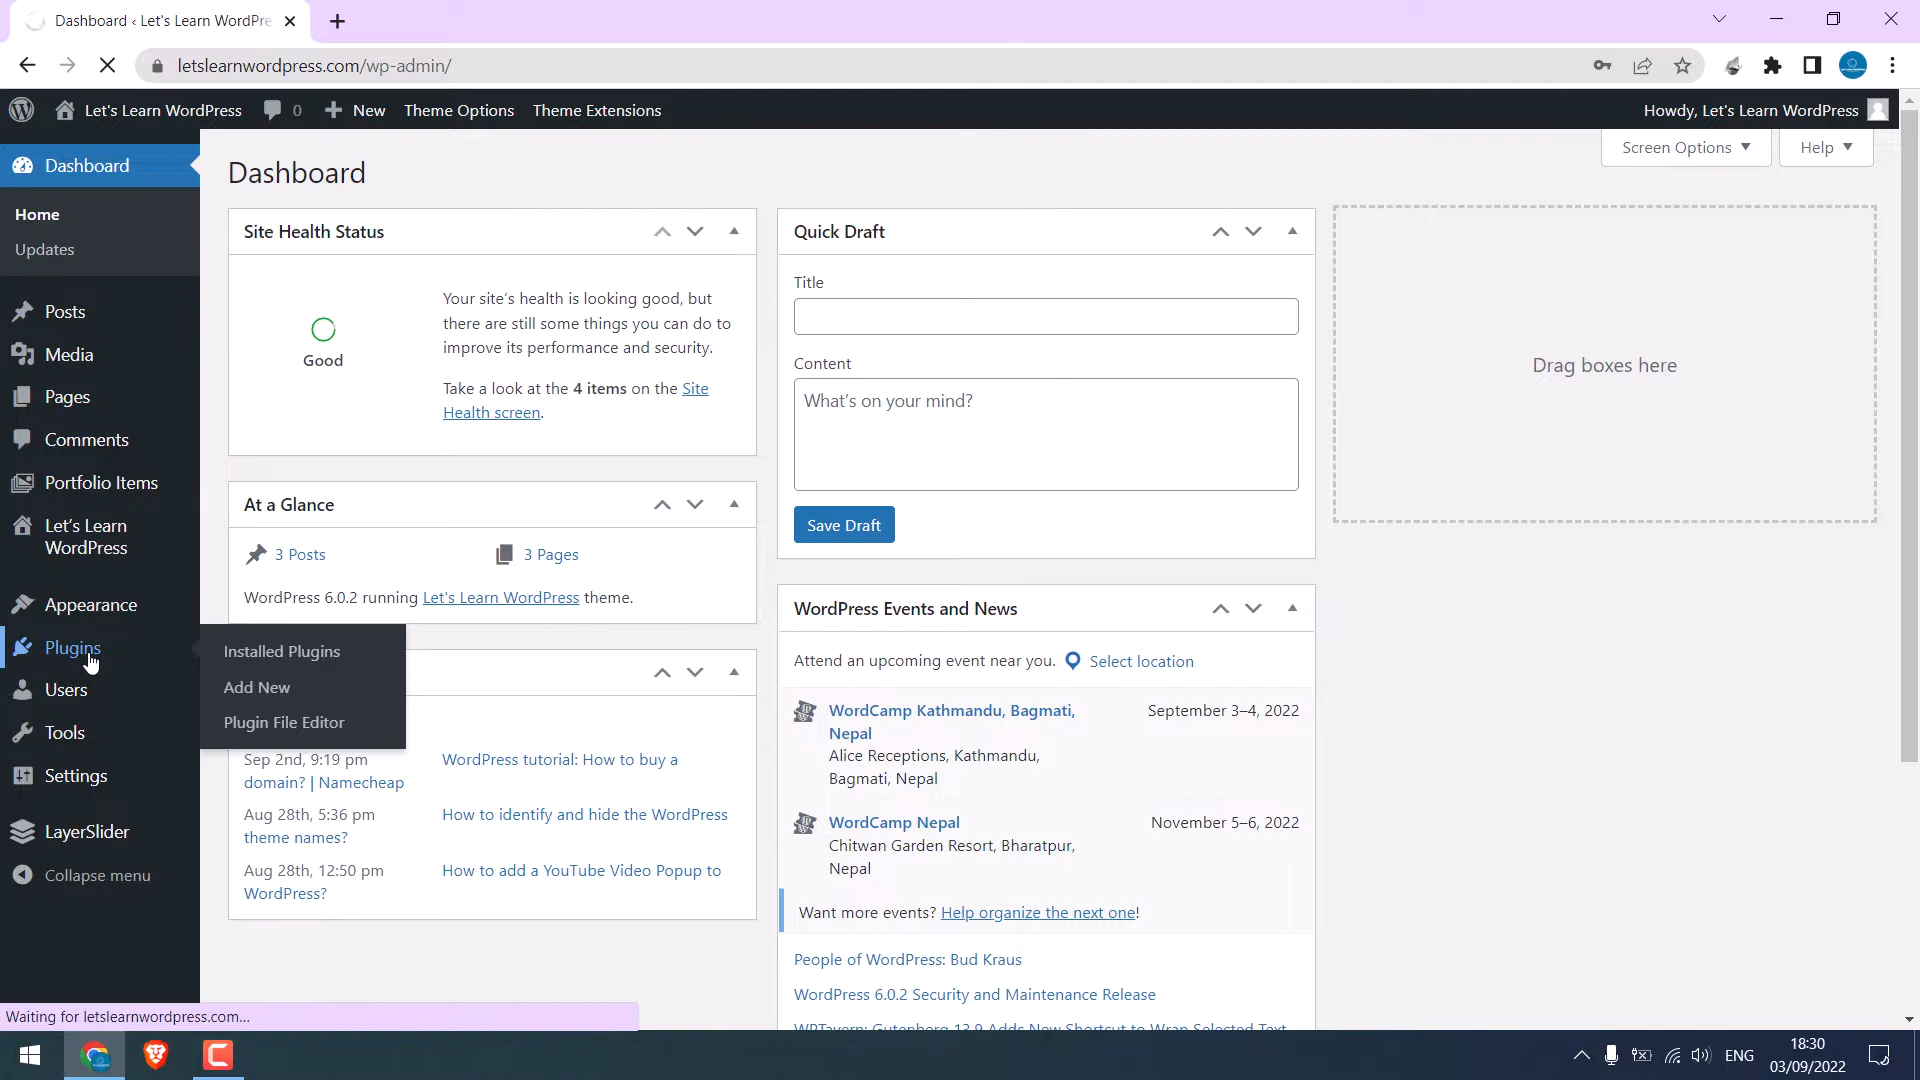 Dashboard ‹ Let's Learn WordPre
letslearnwordpress.com/wp-admin/
Let's Learn WordPress
0
New
Theme Options
Theme Extensions
Howdy, Let's Learn WordPress
Dashboard
Home
Updates
Posts
Media
Pages
Comments
Portfolio Items
Let's Learn
WordPress
Appearance
Plugins
Users
Tools
Settings
LayerSlider
Collapse menu
Installed Plugins
Add New
Plugin File Editor
Screen Options
Help
Dashboard
Site Health Status
Good
Your site's health is looking good, but
there are still some things you can do to
improve its performance and security.
Take a look at the 4 items on the Site
Health screen.
At a Glance
3 Posts
3 Pages
WordPress 6.0.2 running Let's Learn WordPress theme.
Sep 2nd, 9:19 pm WordPress tutorial: How to buy a
domain? | Namecheap
Aug 28th, 5:36 pm How to identify and hide the WordPress
theme names?
Aug 28th, 12:50 pm How to add a YouTube Video Popup to
WordPress?
Quick Draft
Title
Content
What's on your mind?
Save Draft
WordPress Events and News
Attend an upcoming event near you. Select location
WordCamp Kathmandu, Bagmati, September 3–4, 2022
Nepal
Alice Receptions, Kathmandu,
Bagmati, Nepal
WordCamp Nepal November 5–6, 2022
Chitwan Garden Resort, Bharatpur,
Nepal
Want more events? Help organize the next one!
People of WordPress: Bud Kraus
WordPress 6.0.2 Security and Maintenance Release
WPTavern: Gutenberg 13.9 Adds New Shortcut to Wrap Selected Text
Drag boxes here
Waiting for letslearnwordpress.com...
ENG
18:30
03/09/2022